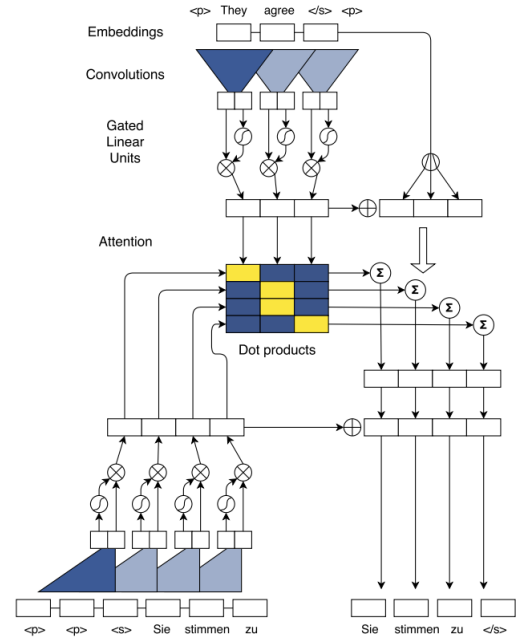 <p> They agree </s> <p>
Embeddings
Convolutions
Gated
Linear
Units
Attention
Σ
Σ
Σ
Σ
Dot products
<p> <p> <s> Sie stimmen zu
Sie stimmen zu </s>